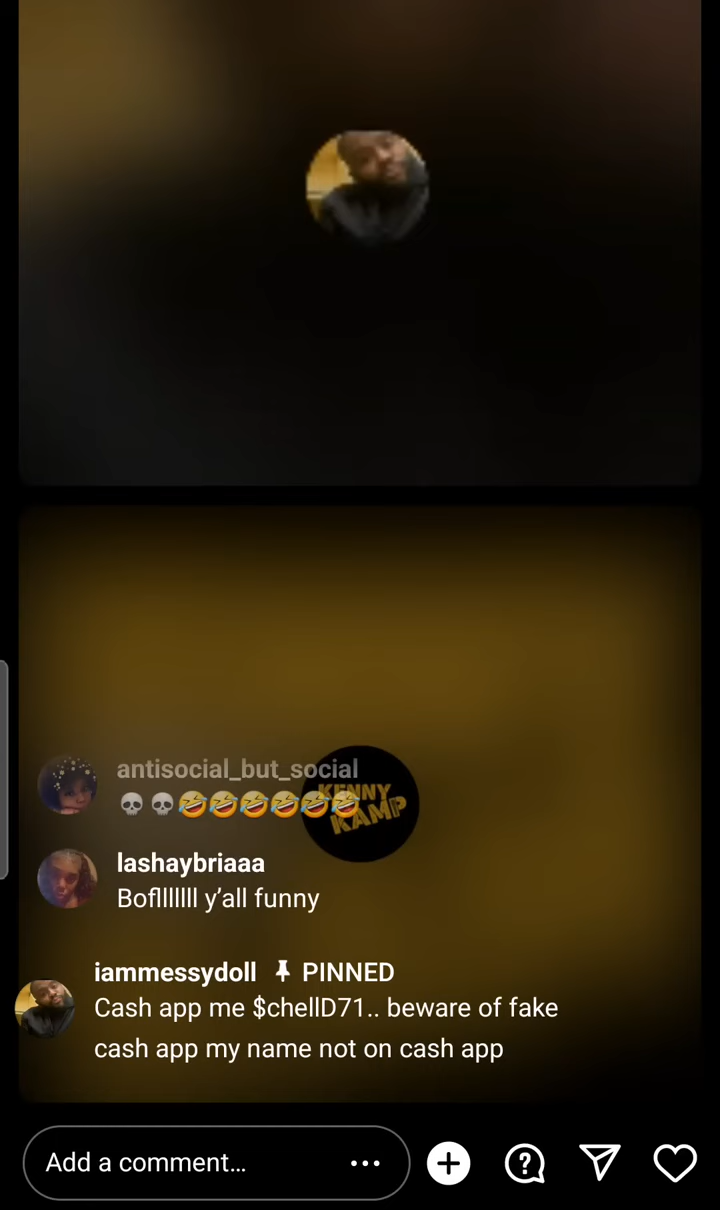 antisocial_but_social
💀💀🤣🤣🤣🤣🤣🤣
KENNY
KAMP
lashaybriaaa
Boflllllll y’all funny
iammessydoll PINNED
Cash app me $chellD71.. beware of fake
cash app my name not on cash app
Add a comment...